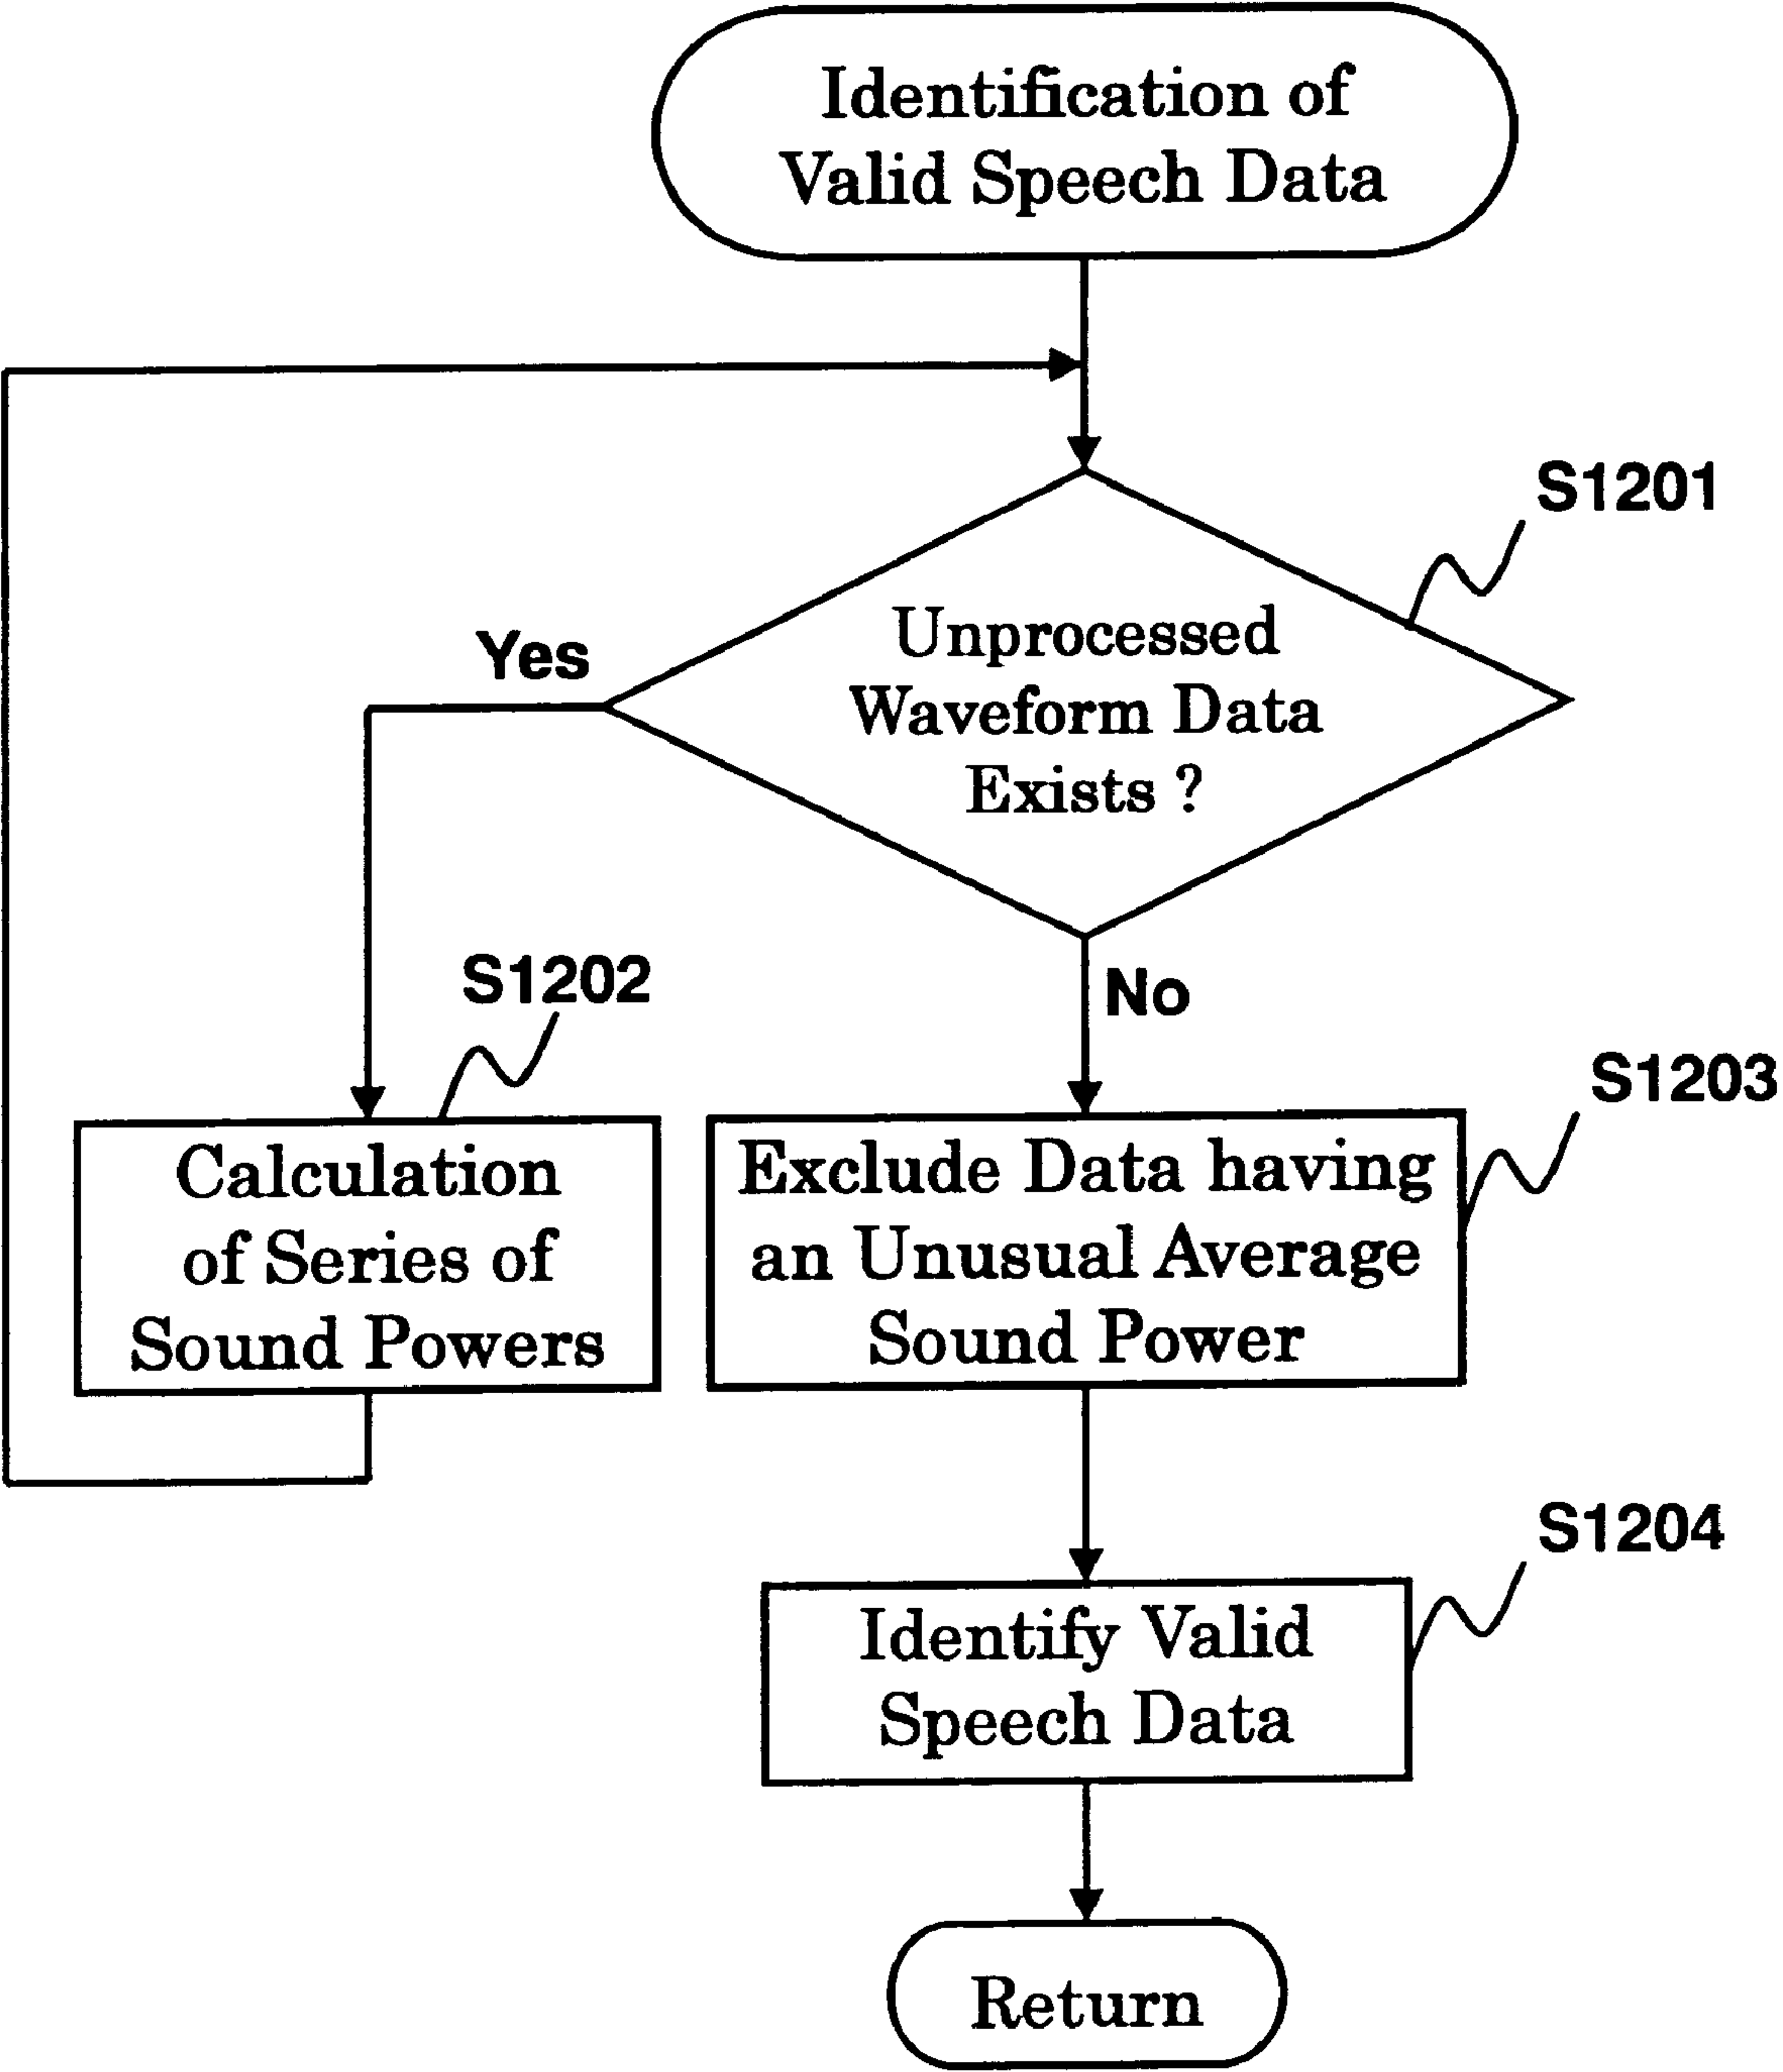 Identification of
Valid Speech Data
S1201
Unprocessed
Waveform Data
Exists ?
Yes
No
S1202
Calculation
of Series of
Sound Powers
S1203
Exclude Data having
an Unusual Average
Sound Power
S1204
Identify Valid
Speech Data
Return